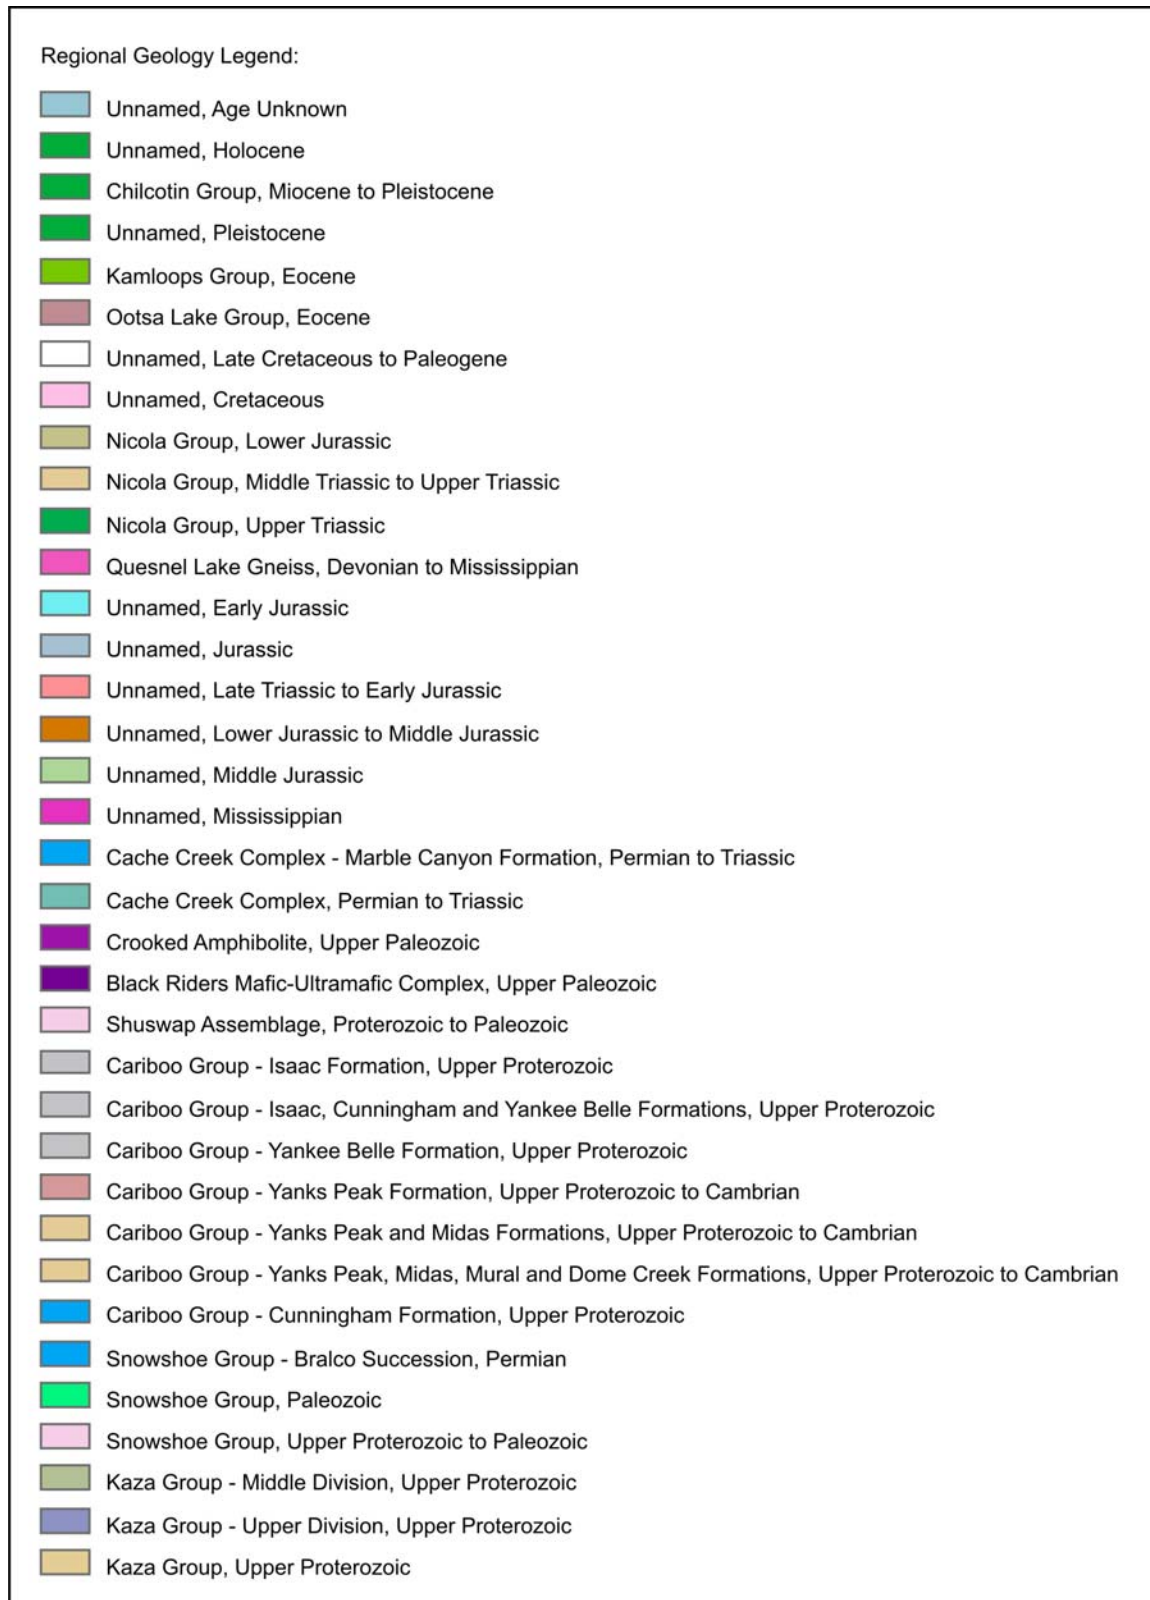 Regional Geology Legend:
Unnamed, Age Unknown
Unnamed, Holocene
Chilcotin Group, Miocene to Pleistocene
Unnamed, Pleistocene
Kamloops Group, Eocene
Ootsa Lake Group, Eocene
Unnamed, Late Cretaceous to Paleogene
Unnamed, Cretaceous
Nicola Group, Lower Jurassic
Nicola Group, Middle Triassic to Upper Triassic
Nicola Group, Upper Triassic
Quesnel Lake Gneiss, Devonian to Mississippian
Unnamed, Early Jurassic
Unnamed, Jurassic
Unnamed, Late Triassic to Early Jurassic
Unnamed, Lower Jurassic to Middle Jurassic
Unnamed, Middle Jurassic
Unnamed, Mississippian
Cache Creek Complex - Marble Canyon Formation, Permian to Triassic
Cache Creek Complex, Permian to Triassic
Crooked Amphibolite, Upper Paleozoic
Black Riders Mafic-Ultramafic Complex, Upper Paleozoic
Shuswap Assemblage, Proterozoic to Paleozoic
Cariboo Group - Isaac Formation, Upper Proterozoic
Cariboo Group - Isaac, Cunningham and Yankee Belle Formations, Upper Proterozoic
Cariboo Group - Yankee Belle Formation, Upper Proterozoic
Cariboo Group - Yanks Peak Formation, Upper Proterozoic to Cambrian
Cariboo Group - Yanks Peak and Midas Formations, Upper Proterozoic to Cambrian
Cariboo Group - Yanks Peak, Midas, Mural and Dome Creek Formations, Upper Proterozoic to Cambrian
Cariboo Group - Cunningham Formation, Upper Proterozoic
Snowshoe Group - Bralco Succession, Permian
Snowshoe Group, Paleozoic
Snowshoe Group, Upper Proterozoic to Paleozoic
Kaza Group - Middle Division, Upper Proterozoic
Kaza Group - Upper Division, Upper Proterozoic
Kaza Group, Upper Proterozoic